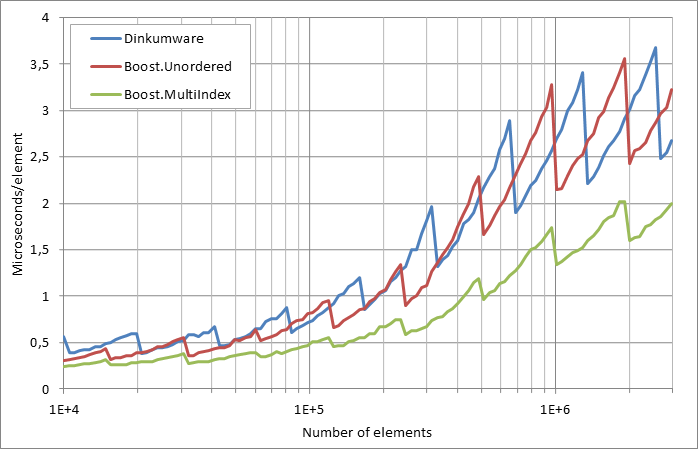 4
3,5
3
2,5
2
1,5
1
0,5
0
Microseconds/element
Dinkumware
Boost.Unordered
Boost.MultiIndex
1E+4
1E+5
1E+6
Number of elements